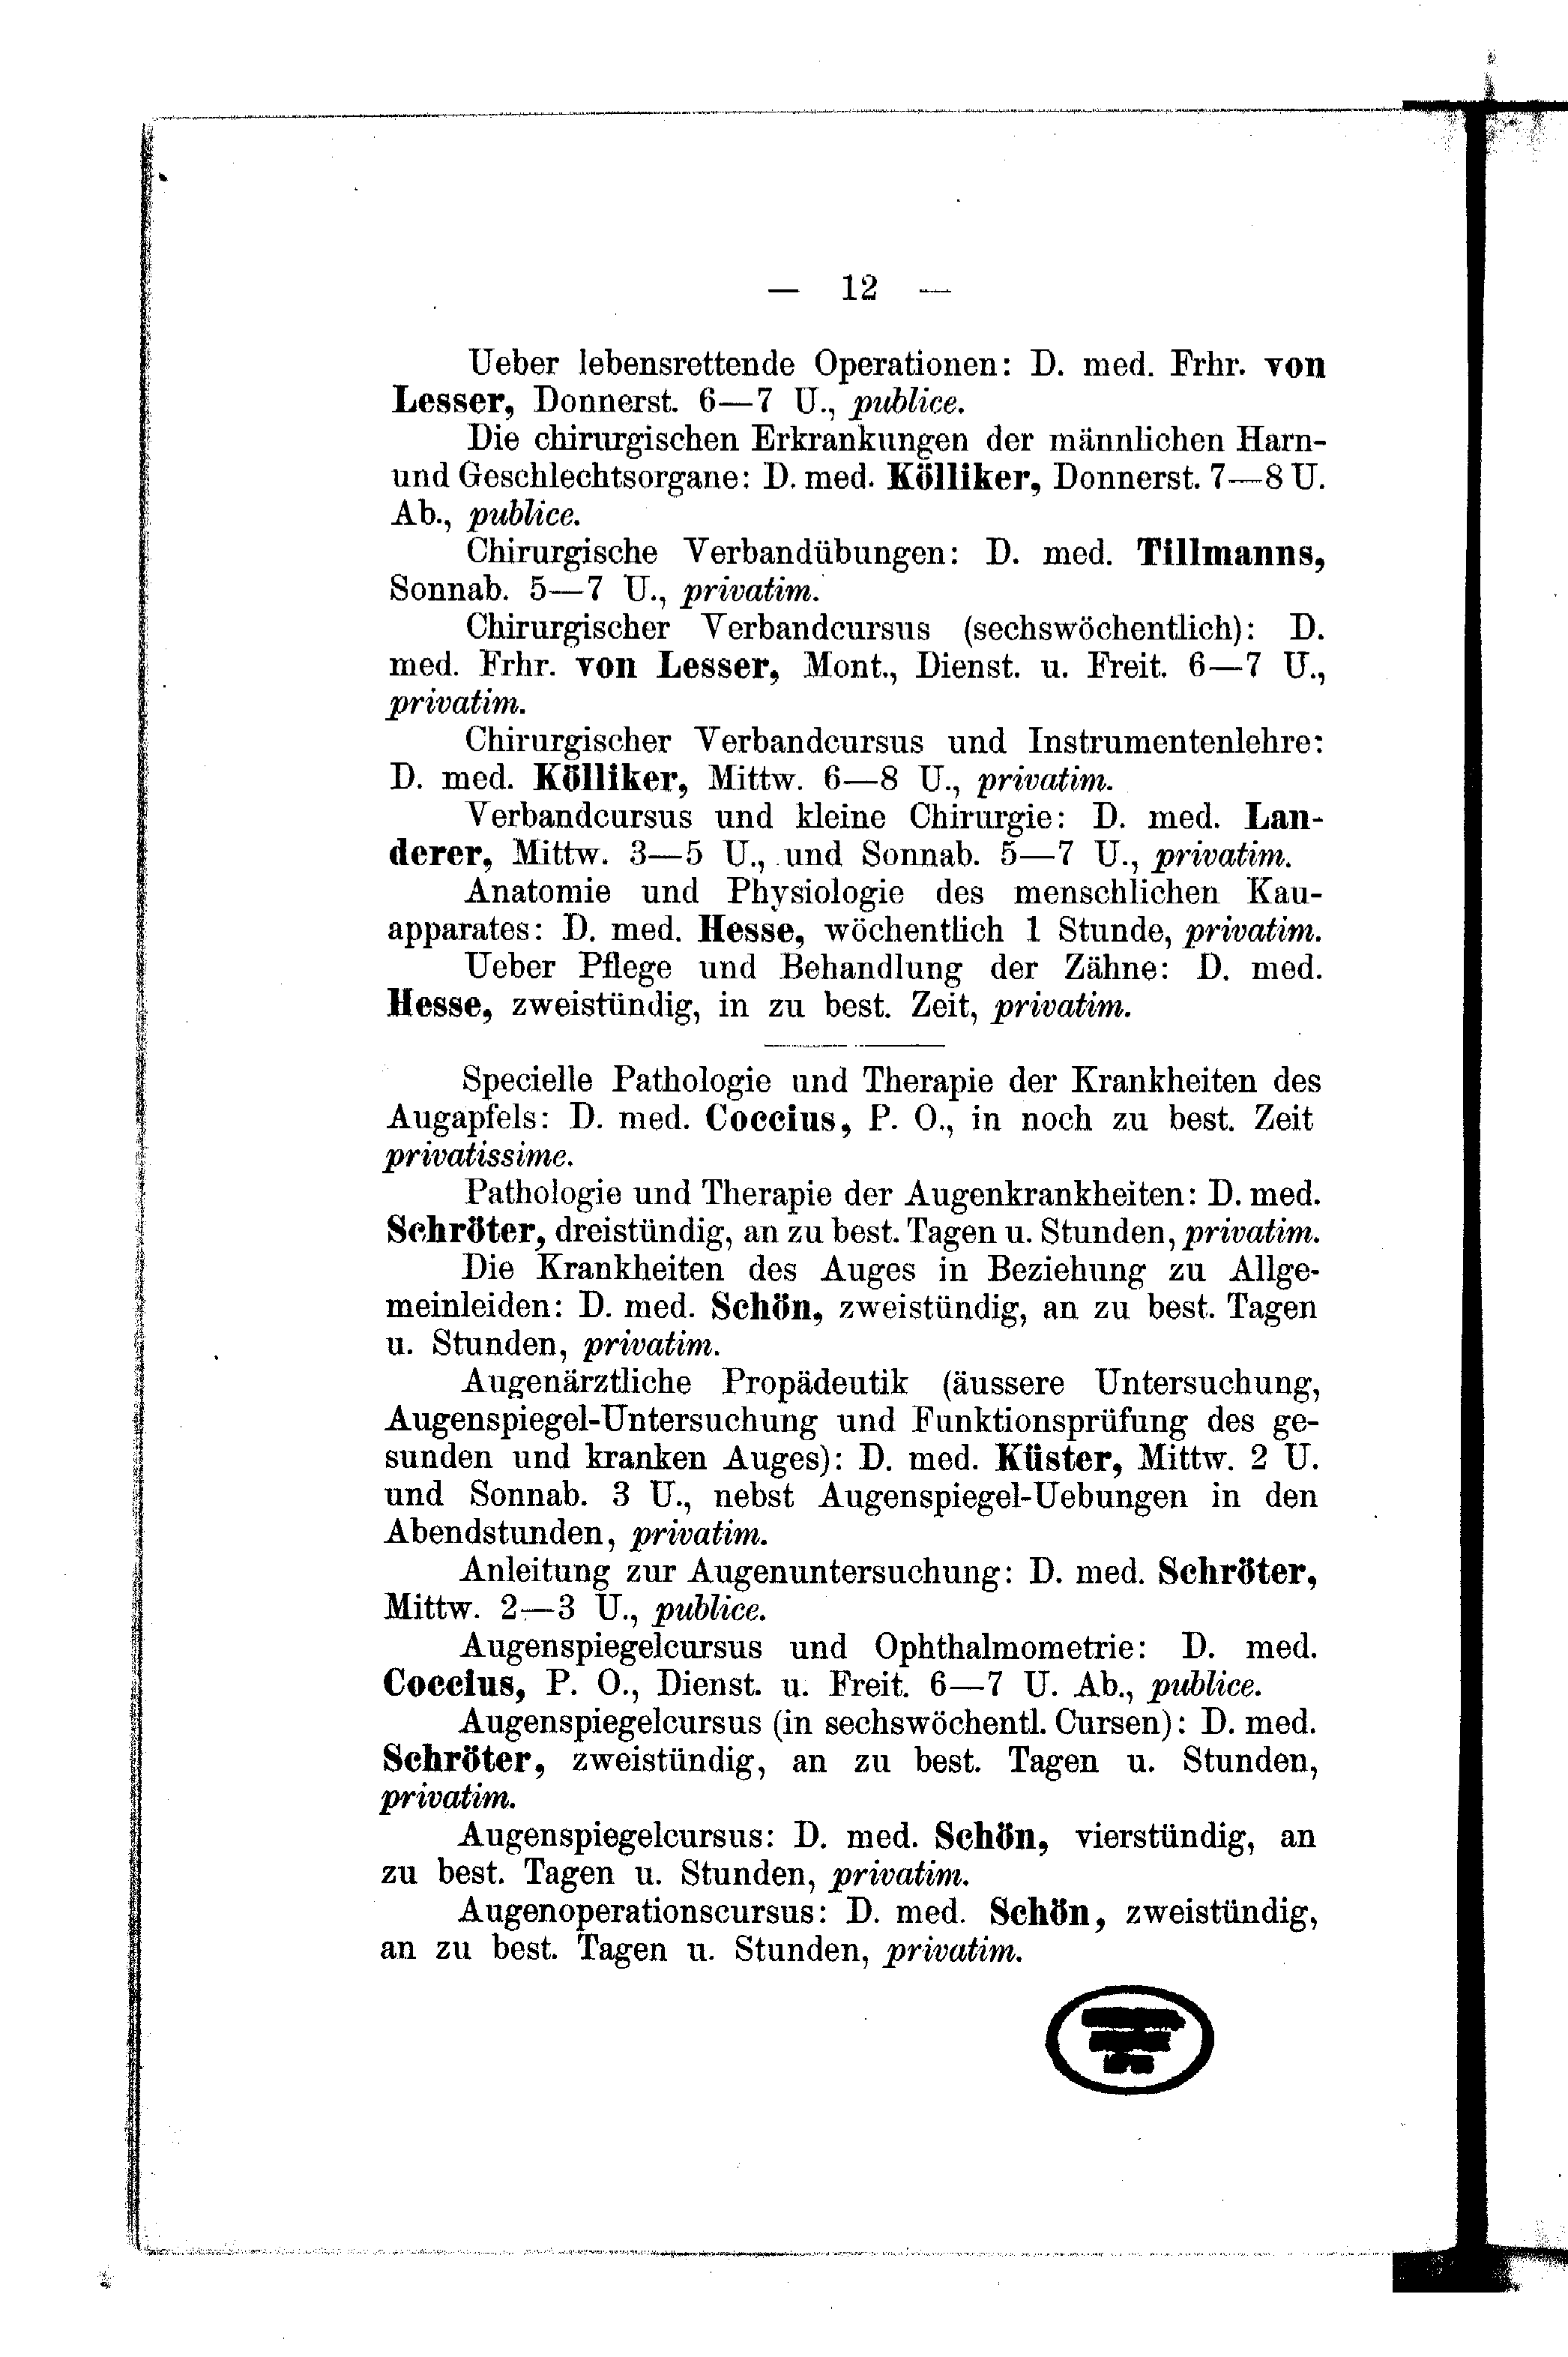 — 12 —
Ueber lebensrettende Operationen: D. med. Frhr. von
Lesser, Donnerst. 6—7 U., publice.
Die chirurgischen Erkrankungen der männlichen Harn-
und Geschlechtsorgane: D. med. Kölliker, Donnerst. 7—8 U.
Ab., publice.
Chirurgische Verbandübungen: D. med. Tillmanns,
Sonnab. 5—7 U., privatim.
Chirurgischer Verbandcursus (sechswöchentlich): D.
med. Frhr. von Lesser, Mont., Dienst. u. Freit. 6—7 U.,
privatim.
Chirurgischer Verbandcursus und Instrumentenlehre:
D. med. Kölliker, Mittw. 6—8 U., privatim.
Verbandcursus und kleine Chirurgie: D. med. Lan-
derer, Mittw. 3—5 U., und Sonnab. 5—7 U., privatim.
Anatomie und Physiologie des menschlichen Kau-
apparates: D. med. Hesse, wöchentlich 1 Stunde, privatim.
Ueber Pflege und Behandlung der Zähne: D. med.
Hesse, zweistündig, in zu best. Zeit, privatim.
Specielle Pathologie und Therapie der Krankheiten des
Augapfels: D. med. Coccius, P. O., in noch zu best. Zeit
privatissime.
Pathologie und Therapie der Augenkrankheiten: D. med.
Schröter, dreistündig, an zu best. Tagen u. Stunden, privatim.
Die Krankheiten des Auges in Beziehung zu Allge-
meinleiden: D. med. Schön, zweistündig, an zu best. Tagen
u. Stunden, privatim.
Augenärztliche Propädeutik (äussere Untersuchung,
Augenspiegel-Untersuchung und Funktionsprüfung des ge-
sunden und kranken Auges): D. med. Küster, Mittw. 2 U.
und Sonnab. 3 U., nebst Augenspiegel-Uebungen in den
Abendstunden, privatim.
Anleitung zur Augenuntersuchung: D. med. Schröter,
Mittw. 2—3 U., publice.
Augenspiegelcursus und Ophthalmometrie: D. med.
Coccius, P. O., Dienst. u. Freit. 6—7 U. Ab., publice.
Augenspiegelcursus (in sechswöchentl. Cursen): D. med.
Schröter, zweistündig, an zu best. Tagen u. Stunden,
privatim.
Augenspiegelcursus: D. med. Schön, vierstündig, an
zu best. Tagen u. Stunden, privatim.
Augenoperationscursus: D. med. Schön, zweistündig,
an zu best. Tagen u. Stunden, privatim.